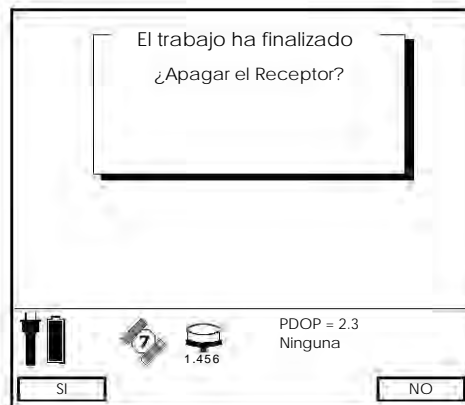 El trabajo ha finalizado
¿Apagar el Receptor?
PDOP = 2.3
7
Ninguna
1.456
SI
NO